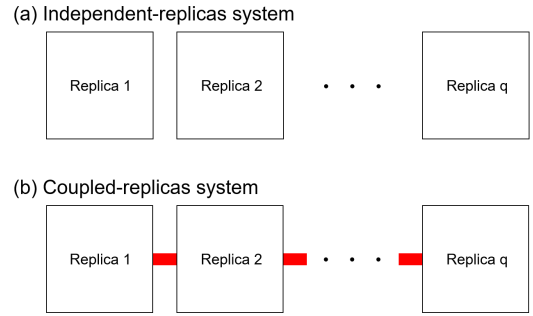 (a) Independent-replicas system
Replica 1 Replica 2 . . . Replica q
(b) Coupled-replicas system
Replica 1 Replica 2 . . . Replica q